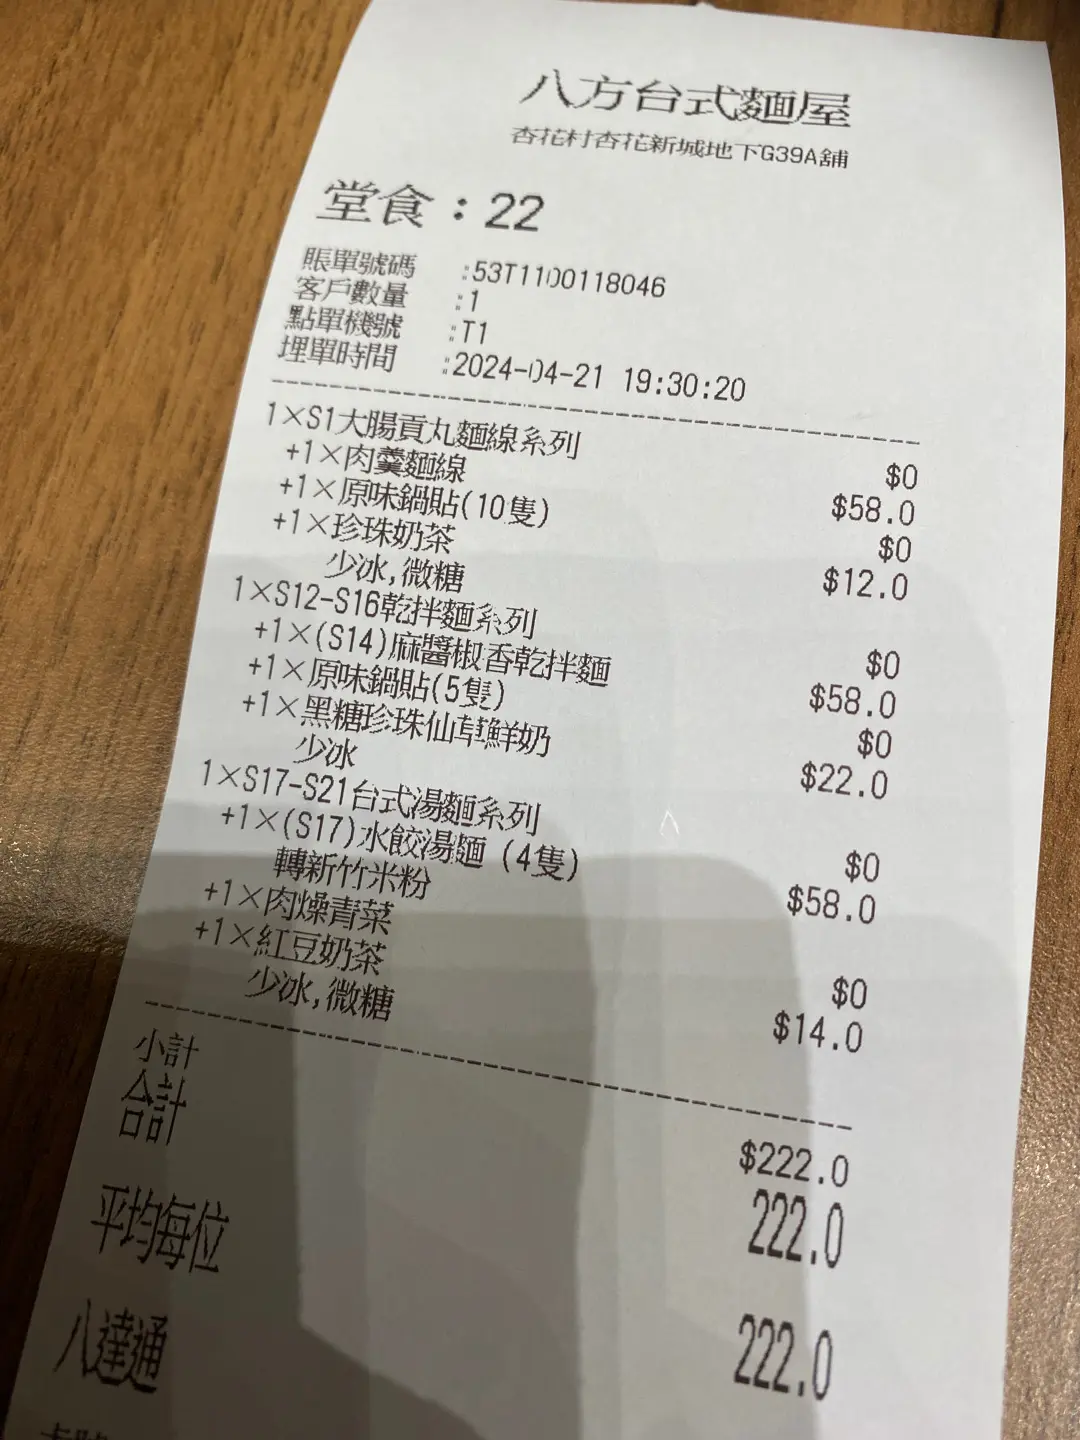 八方台式麵屋
杏花村杏花新城地下G39A舖
堂食：22
賬單號碼 :53T1100118046
客戶數量 :1
點單機號 :T1
埋單時間 :2024-04-21 19:30:20
1×S1大腸貢丸麵線系列 $0
+1×肉羹麵線 $58.0
+1×原味鍋貼(10隻) $0
+1×珍珠奶茶 $12.0
少冰,微糖
1×S12-S16乾拌麵系列 $0
+1×(S14)麻醬椒香乾拌麵 $58.0
+1×原味鍋貼(5隻) $0
+1×黑糖珍珠仙草鮮奶 $22.0
少冰
1×S17-S21台式湯麵系列 $0
+1×(S17)水餃湯麵 (4隻) $58.0
轉新竹米粉
+1×肉燥青菜 $0
+1×紅豆奶茶 $14.0
少冰,微糖
小計 $222.0
合計 222.0
平均每位 222.0
八達通